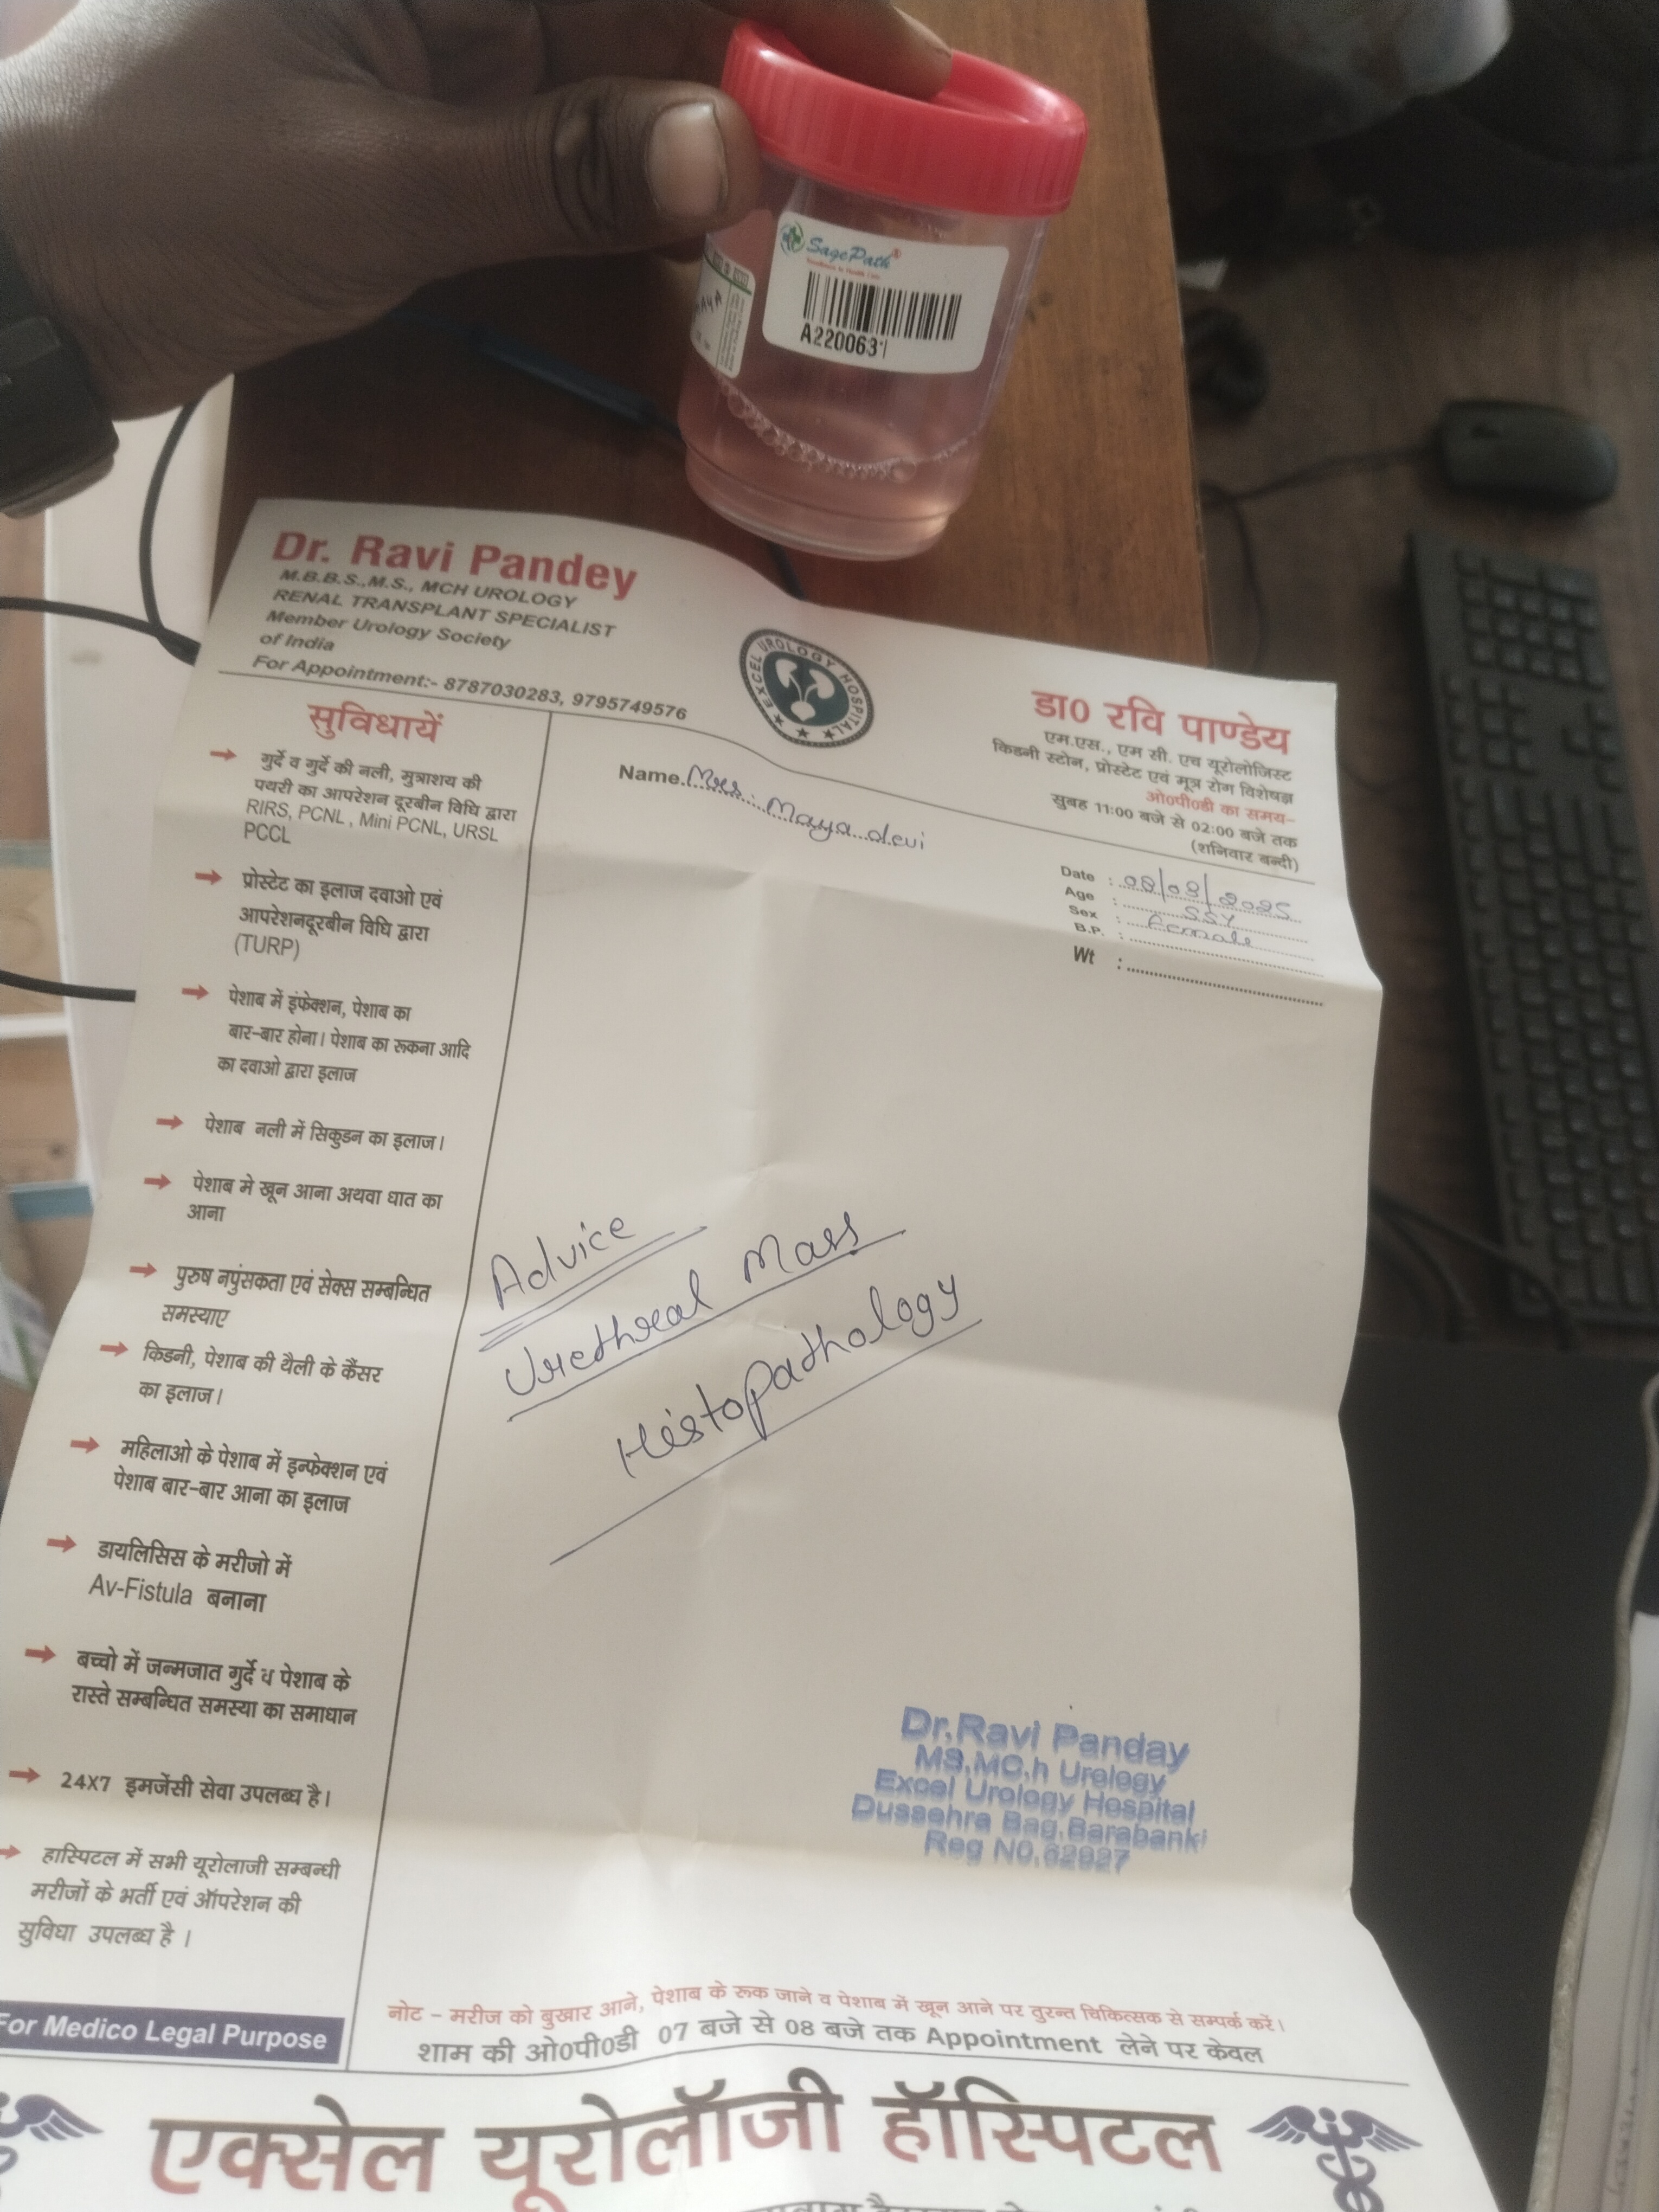 SagePath®
A220063
Dr. Ravi Pandey
M.B.B.S.,M.S., MCH UROLOGY
RENAL TRANSPLANT SPECIALIST
Member Urology Society
of India
For Appointment:- 8787030283, 9795749576
EXCEL UROLOGY HOSPITAL
डा0 रवि पाण्डेय
एम.एस., एम सी. एच यूरोलोजिस्ट
किडनी स्टोन, प्रोस्टेट एवं मूत्र रोग विशेषज्ञ
ओ0पी0डी का समय-
सुबह 11:00 बजे से 02:00 बजे तक
(शनिवार बन्दी)
Name. Mrs. Maya devi
Date : 08/09/2025
Age : 55Y
Sex : Female
B.P. :
Wt :
सुविधायें
गुर्दे व गुर्दे की नली, मुत्राशय की
पथरी का आपरेशन दूरबीन विधि द्वारा
RIRS, PCNL , Mini PCNL, URSL
PCCL
प्रोस्टेट का इलाज दवाओ एवं
आपरेशनदूरबीन विधि द्वारा
(TURP)
पेशाब में इंफेक्शन, पेशाब का
बार-बार होना। पेशाब का रूकना आदि
का दवाओ द्वारा इलाज
पेशाब नली में सिकुडन का इलाज।
पेशाब मे खून आना अथवा धात का
आना
पुरुष नपुंसकता एवं सेक्स सम्बन्धित
समस्याए
किडनी, पेशाब की थैली के कैंसर
का इलाज।
महिलाओ के पेशाब में इन्फेक्शन एवं
पेशाब बार-बार आना का इलाज
डायलिसिस के मरीजो में
Av-Fistula बनाना
बच्चो में जन्मजात गुर्दे व पेशाब के
रास्ते सम्बन्धित समस्या का समाधान
24X7 इमर्जेंसी सेवा उपलब्ध है।
हास्पिटल में सभी यूरोलाजी सम्बन्धी
मरीजों के भर्ती एवं ऑपरेशन की
सुविधा उपलब्ध है ।
Advice
Urethral Mass
Histopathology
Dr.Ravi Panday
MS,MC.h Urology
Excel Urology Hospital
Dussehra Bag,Barabanki
Reg NO.62927
For Medico Legal Purpose
नोट - मरीज को बुखार आने, पेशाब के रूक जाने व पेशाब में खून आने पर तुरन्त चिकित्सक से सम्पर्क करें।
शाम की ओ0पी0डी 07 बजे से 08 बजे तक Appointment लेने पर केवल
एक्सेल यूरोलॉजी हॉस्पिटल